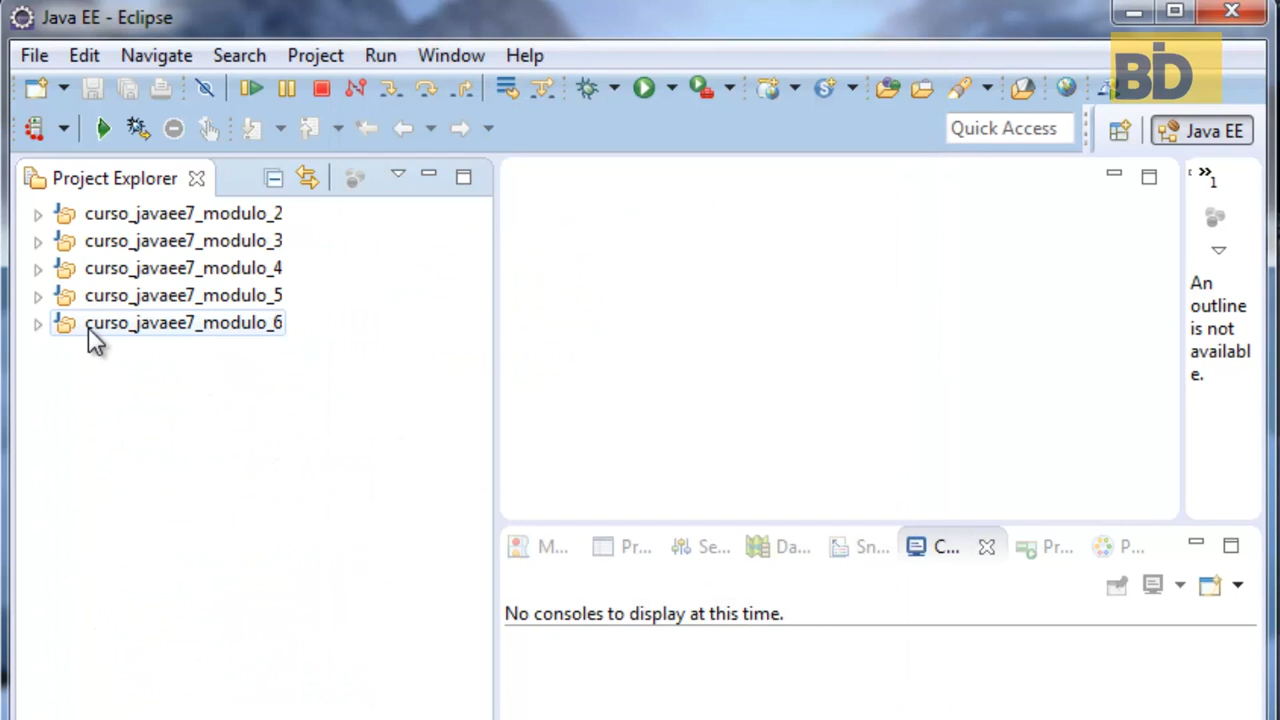 Java EE - Eclipse
File Edit Navigate Search Project Run Window Help
BD
Quick Access
Java EE
Project Explorer
curso_javaee7_modulo_2
curso_javaee7_modulo_3
curso_javaee7_modulo_4
curso_javaee7_modulo_5
curso_javaee7_modulo_6
1
An
outline
is not
availabl
e.
M... Pr... Se... Da... Sn... C... Pr... P...
No consoles to display at this time.